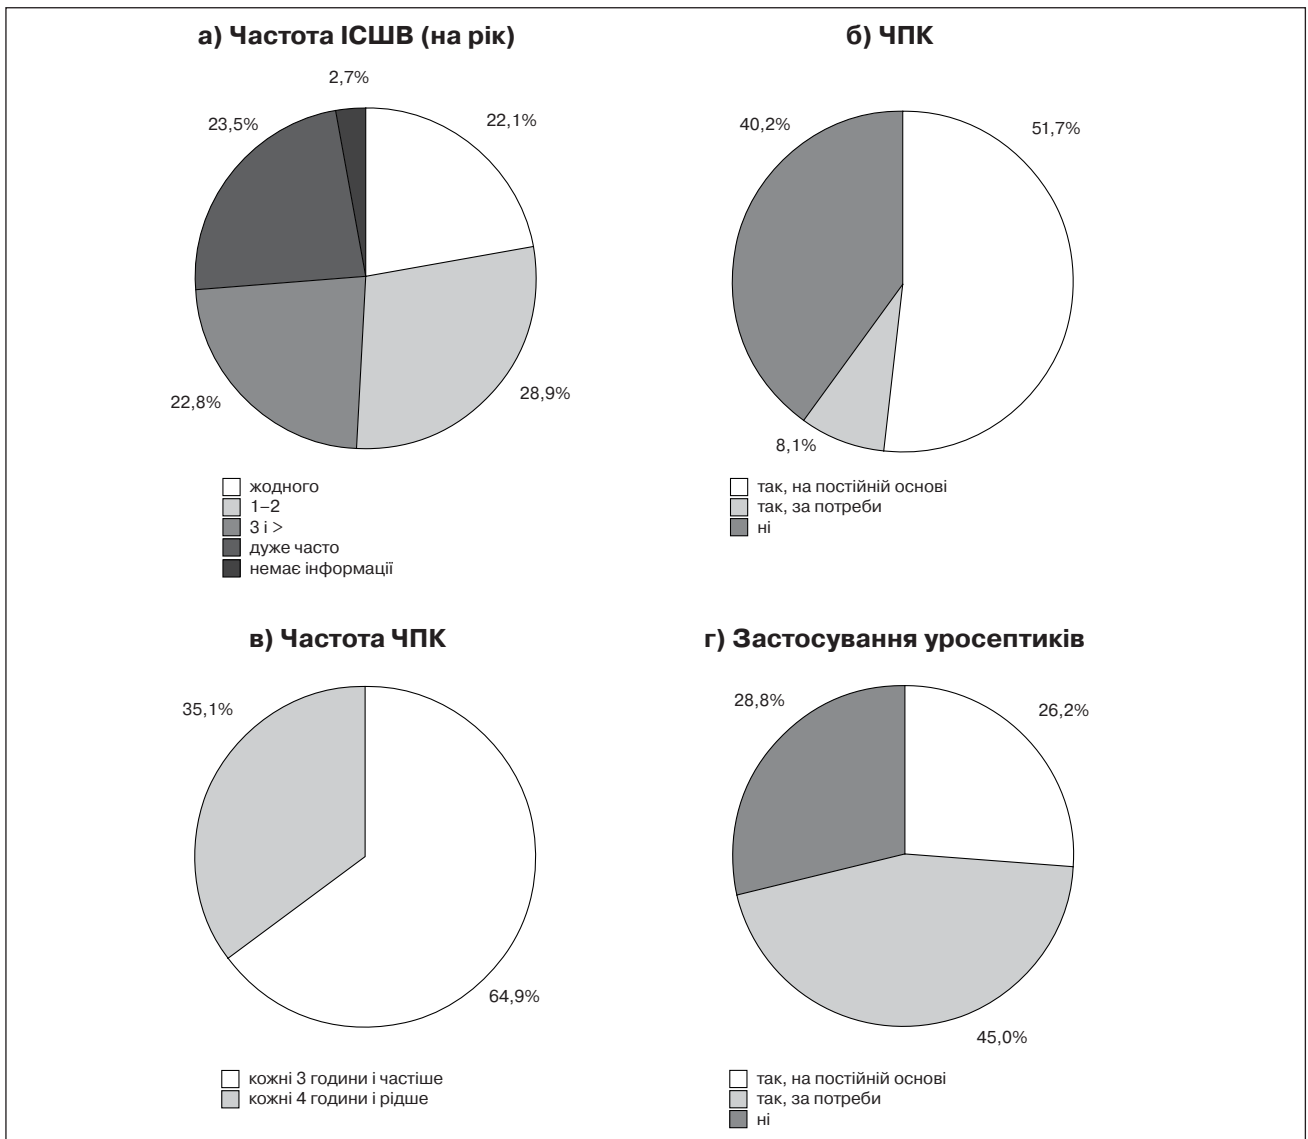 а) Частота ІСШВ (на рік)
2,7%
23,5%
22,1%
22,8%
28,9%
жодного
1–2
3 і >
дуже часто
немає інформації
б) ЧПК
40,2%
51,7%
8,1%
так, на постійній основі
так, за потреби
ні
в) Частота ЧПК
35,1%
64,9%
кожні 3 години і частіше
кожні 4 години і рідше
г) Застосування уросептиків
28,8%
26,2%
45,0%
так, на постійній основі
так, за потреби
ні